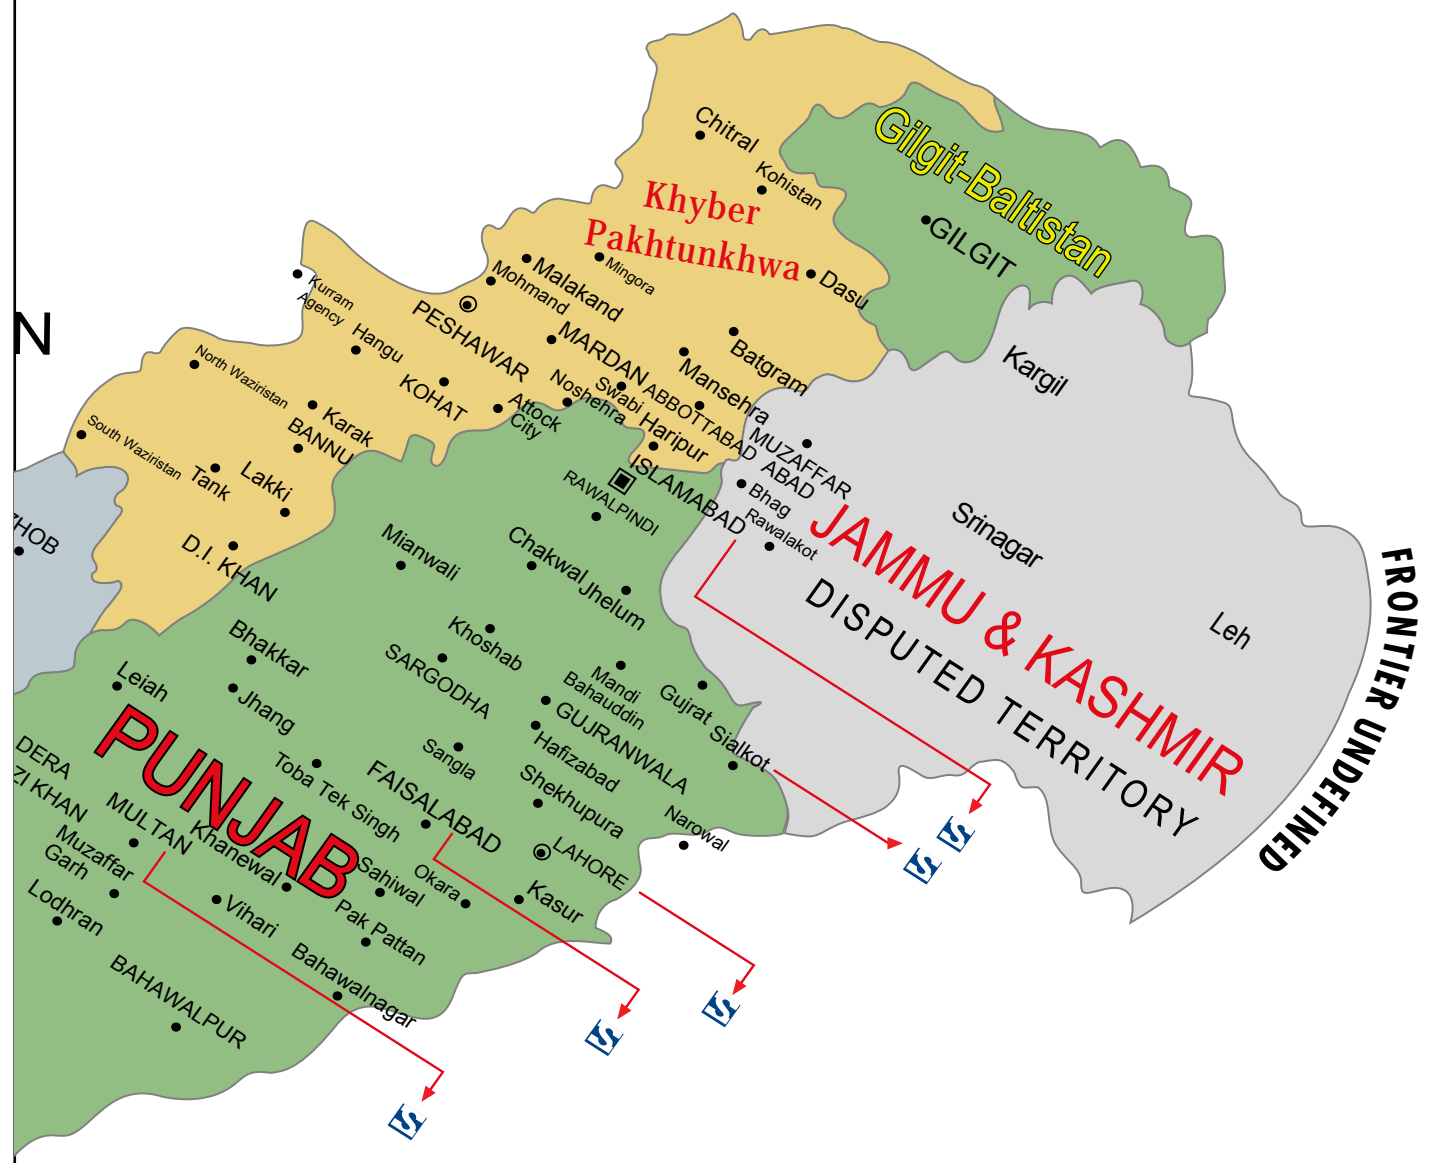 Chitral
Kohistan
Gilgit-Baltistan
GILGIT
Khyber
Pakhtunkhwa
Dasu
Mingora
Malakand
Mohmand
Kurram
Agency
Hangu
PESHAWAR
MARDAN
Batgram
Mansehra
N
North Waziristan
KOHAT
Attock
City
Noshehra
Swabi
ABBOTTABAD
Haripur
Kargil
South Waziristan
Karak
BANNU
Tank
Lakki
D.I. KHAN
ZHOB
ISLAMABAD
RAWALPINDI
MUZAFFAR
ABAD
Bhag
Rawalakot
Srinagar
JAMMU & KASHMIR
DISPUTED TERRITORY
Leh
FRONTIER UNDEFINED
Mianwali
Chakwal
Jhelum
Khoshab
SARGODHA
Mandi
Bahauddin
Gujrat
Sialkot
Bhakkar
Leiah
Jhang
PUNJAB
GUJRANWALA
Hafizabad
Sangla
Shekhupura
Toba Tek Singh
FAISALABAD
Narowal
LAHORE
DERA
ZI KHAN
MULTAN
Muzaffar
Garh
Khanewal
Sahiwal
Okara
Kasur
Lodhran
Vihari
Pak Pattan
Bahawalnagar
BAHAWALPUR
S
S
S
S
S